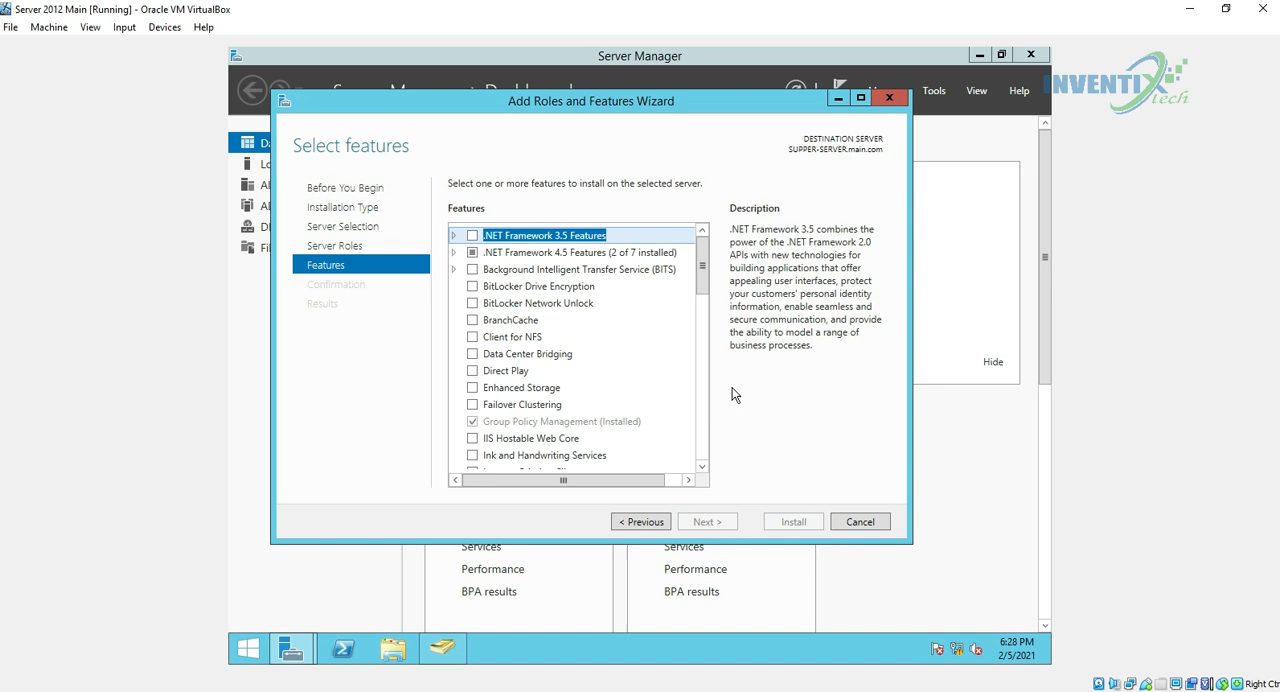 Server 2012 Main [Running] - Oracle VM VirtualBox
File Machine View Input Devices Help
Server Manager
Tools View Help
INVENTIX
tech
Add Roles and Features Wizard
Select features
DESTINATION SERVER
SUPPER-SERVER.main.com
Before You Begin
Installation Type
Server Selection
Server Roles
Features
Confirmation
Results
Select one or more features to install on the selected server.
Features
.NET Framework 3.5 Features
.NET Framework 4.5 Features (2 of 7 installed)
Background Intelligent Transfer Service (BITS)
BitLocker Drive Encryption
BitLocker Network Unlock
BranchCache
Client for NFS
Data Center Bridging
Direct Play
Enhanced Storage
Failover Clustering
Group Policy Management (Installed)
IIS Hostable Web Core
Ink and Handwriting Services
Description
.NET Framework 3.5 combines the
power of the .NET Framework 2.0
APIs with new technologies for
building applications that offer
appealing user interfaces, protect
your customers' personal identity
information, enable seamless and
secure communication, and provide
the ability to model a range of
business processes.
Hide
< Previous
Next >
Install
Cancel
Services
Performance
BPA results
Services
Performance
BPA results
6:28 PM
2/5/2021
Right Ctr